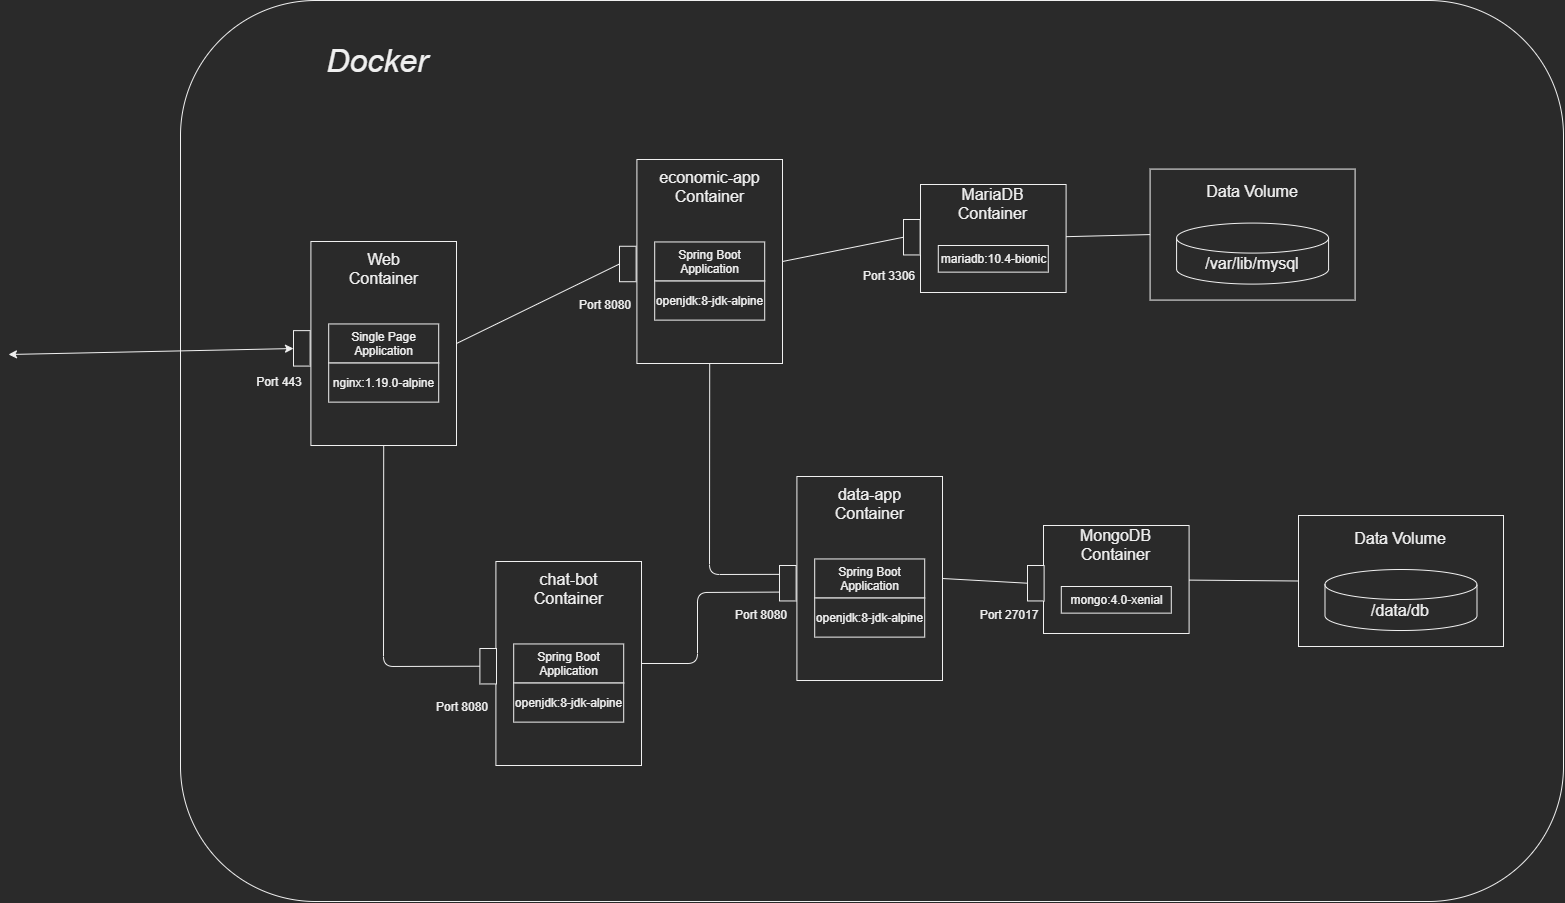 Docker
economic-app
Container
Spring Boot
Application
openjdk:8-jdk-alpine
Port 8080
MariaDB
Container
mariadb:10.4-bionic
Port 3306
Data Volume
/var/lib/mysql
Web
Container
Single Page
Application
nginx:1.19.0-alpine
Port 443
data-app
Container
Spring Boot
Application
openjdk:8-jdk-alpine
Port 8080
MongoDB
Container
mongo:4.0-xenial
Port 27017
Data Volume
/data/db
chat-bot
Container
Spring Boot
Application
openjdk:8-jdk-alpine
Port 8080